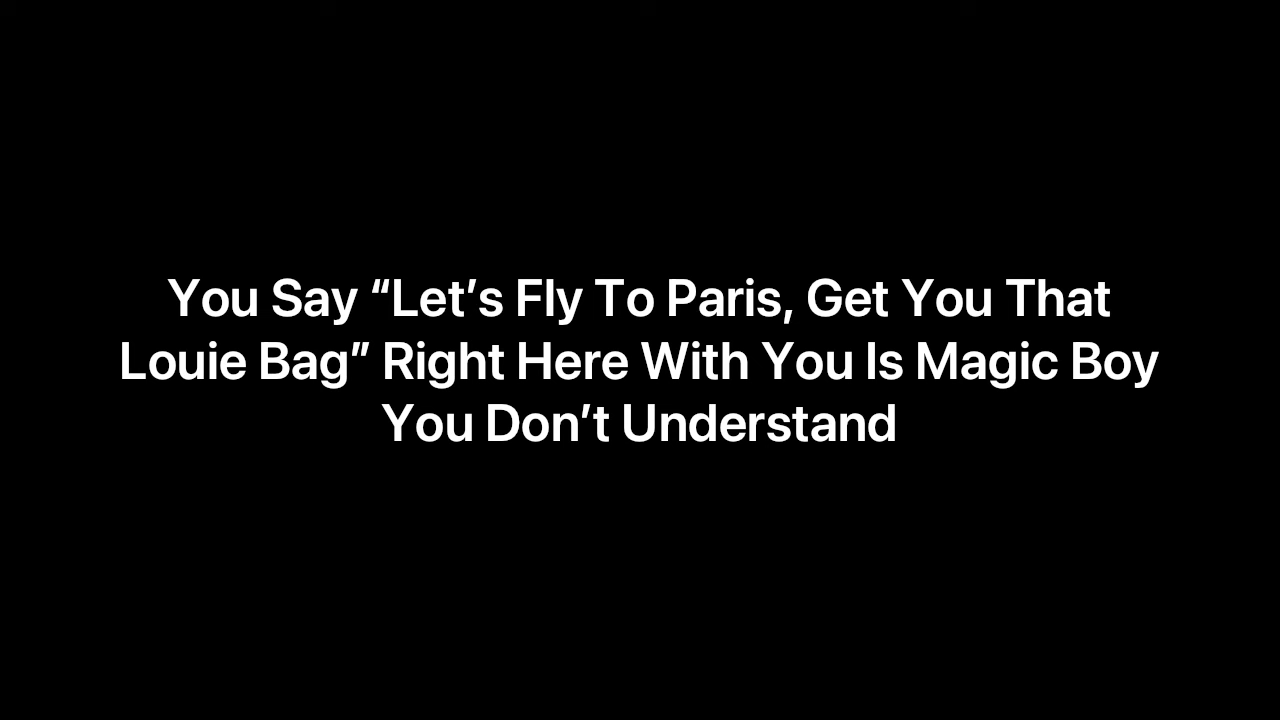 You Say “Let’s Fly To Paris, Get You That
Louie Bag” Right Here With You Is Magic Boy
You Don’t Understand